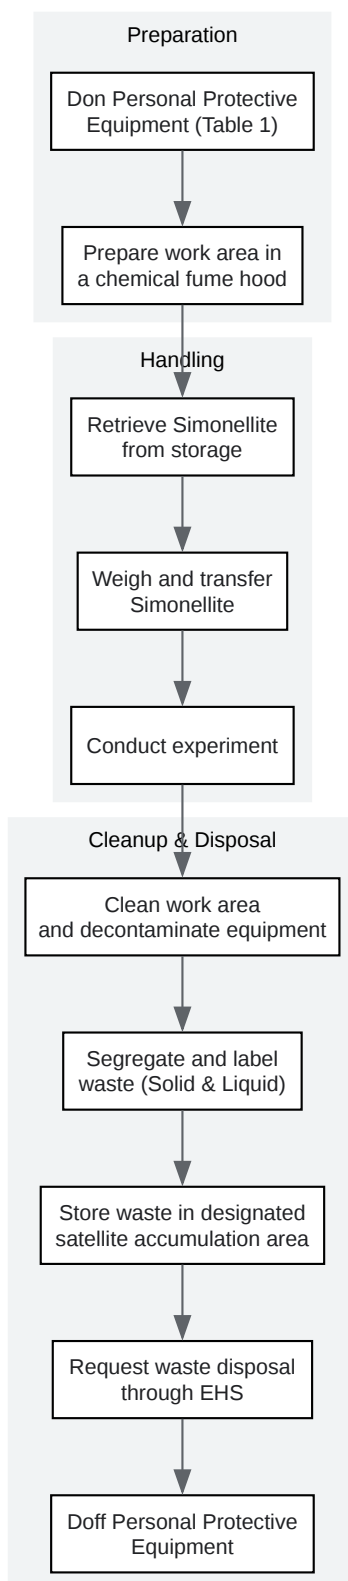 Preparation
Don Personal Protective
Equipment (Table 1)
Prepare work area in
a chemical fume hood
Handling
Retrieve Simonellite
from storage
Weigh and transfer
Simonellite
Conduct experiment
Cleanup & Disposal
Clean work area
and decontaminate equipment
Segregate and label
waste (Solid & Liquid)
Store waste in designated
satellite accumulation area
Request waste disposal
through EHS
Doff Personal Protective
Equipment